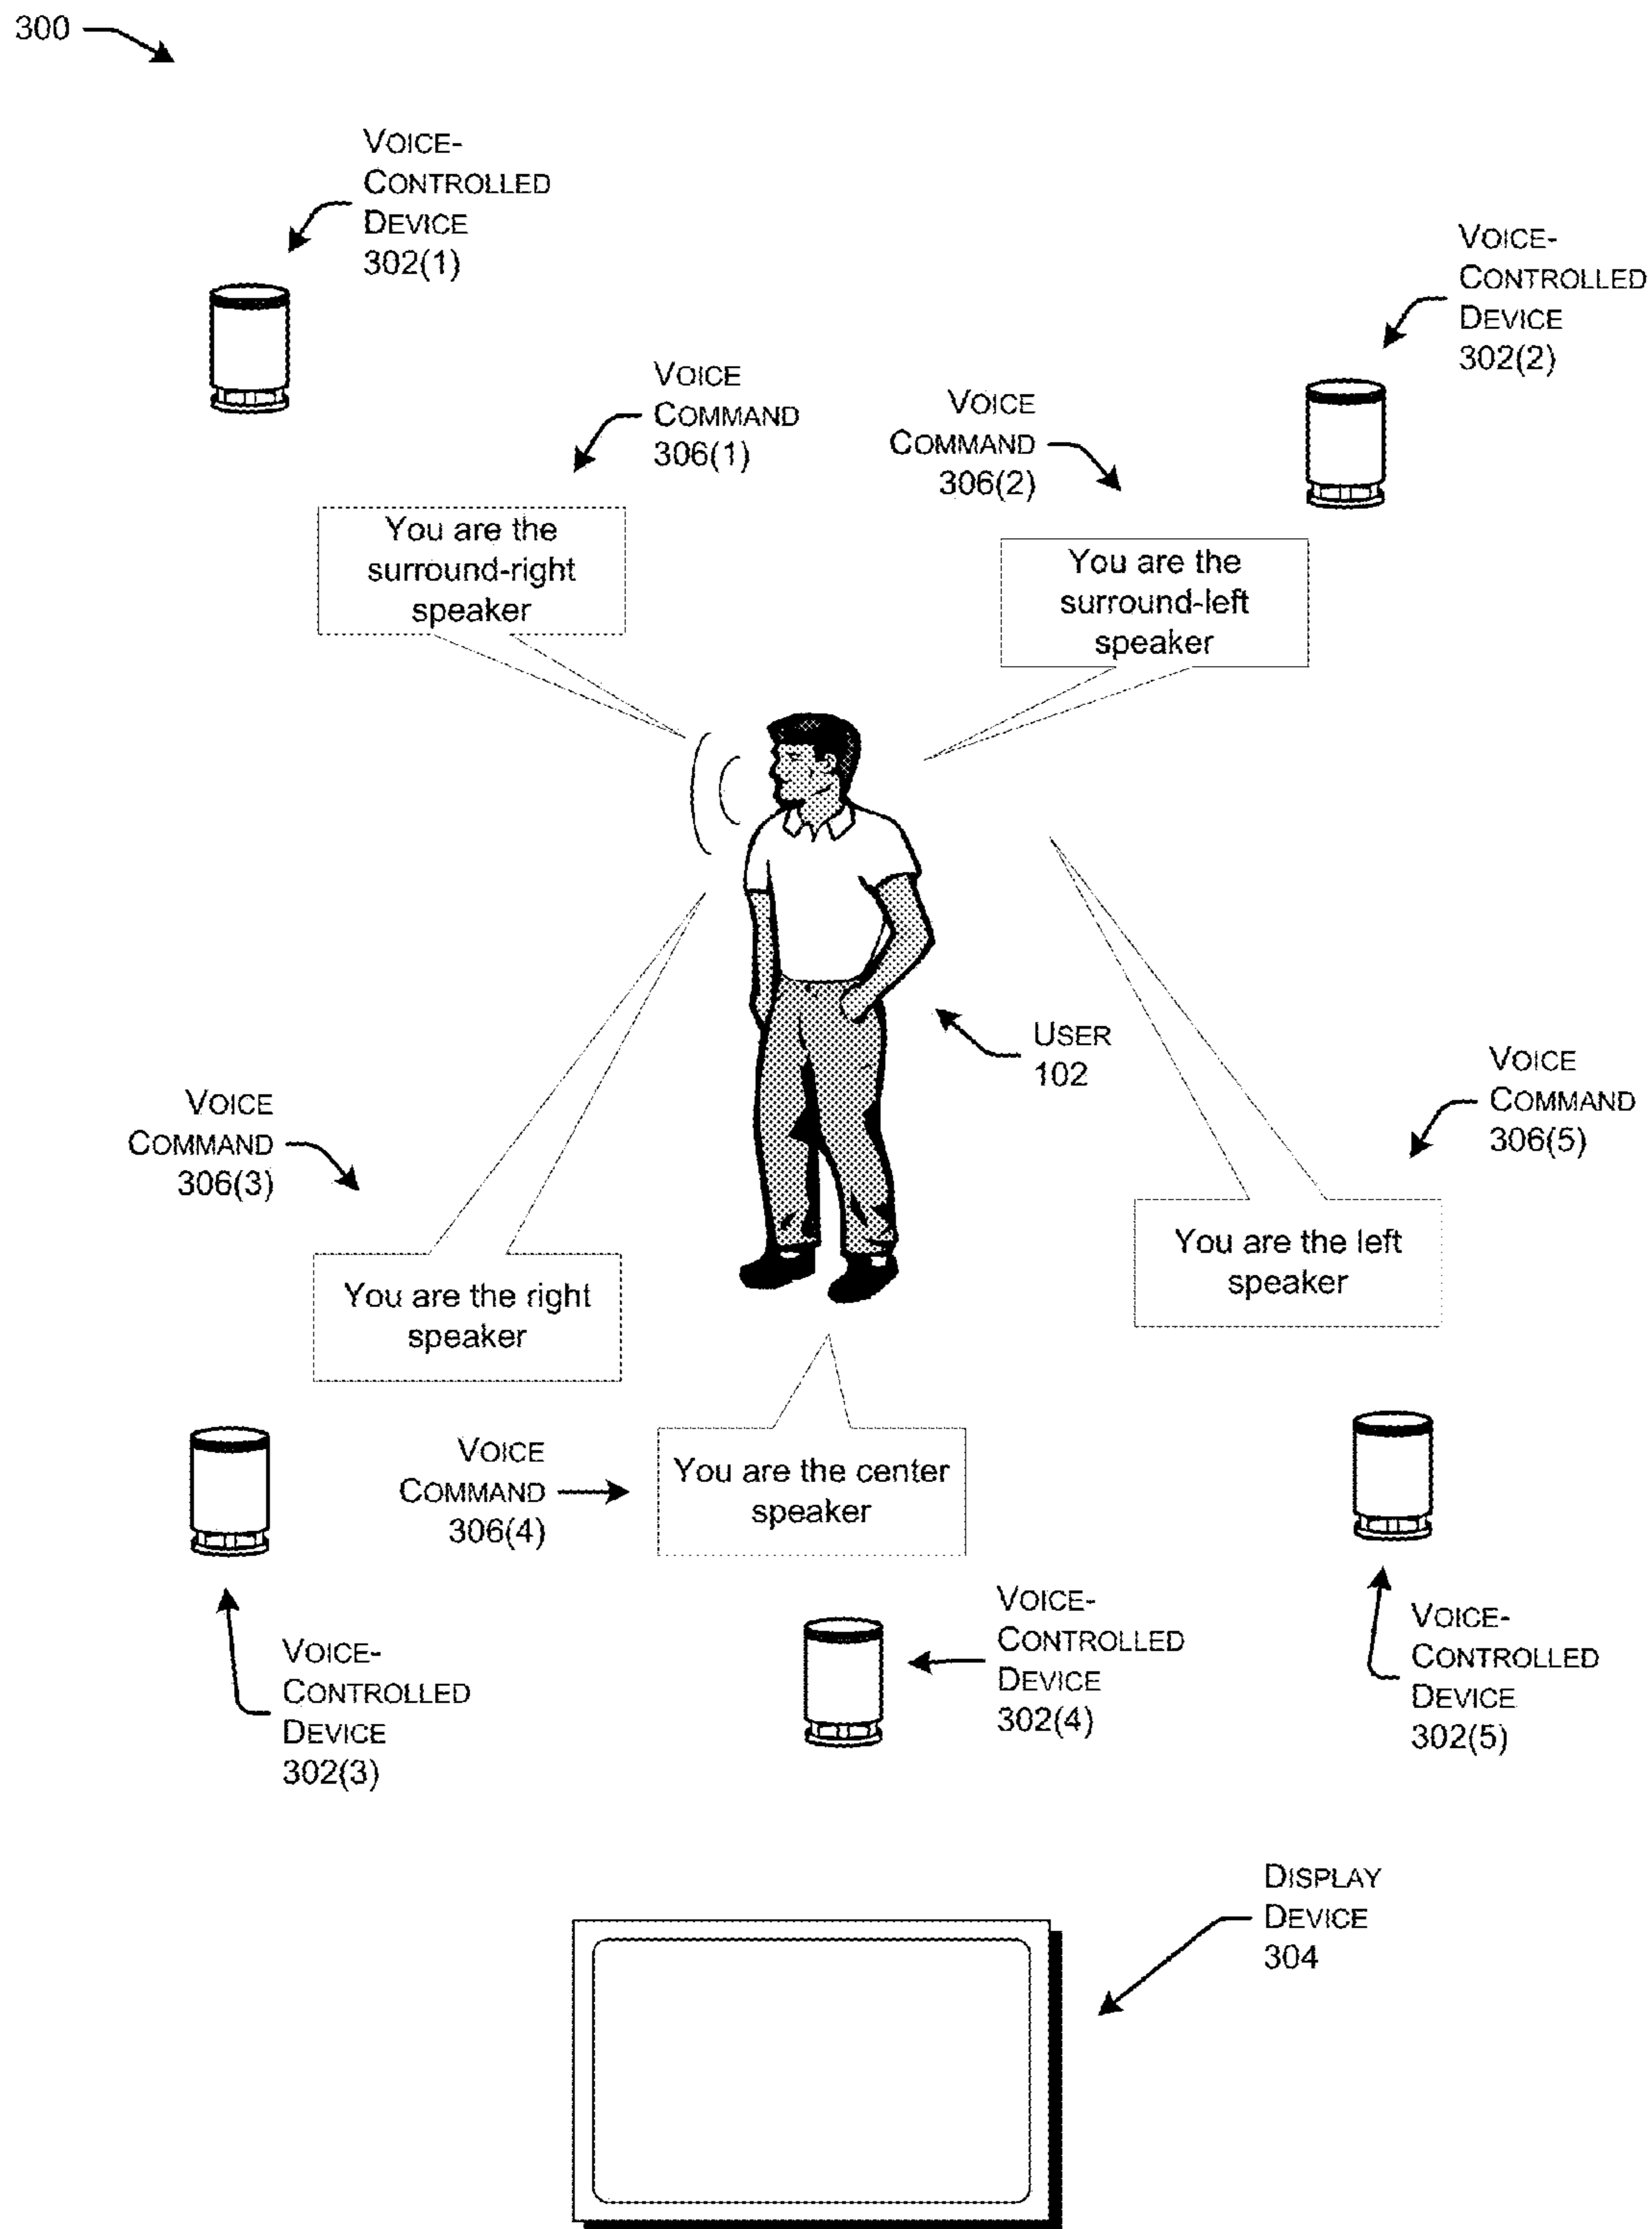 300
VOICE-
CONTROLLED
DEVICE
302(1)
VOICE-
CONTROLLED
DEVICE
302(2)
VOICE
COMMAND
306(1)
VOICE
COMMAND
306(2)
You are the
surround-right
speaker
You are the
surround-left
speaker
USER
102
VOICE
COMMAND
306(3)
VOICE
COMMAND
306(5)
You are the right
speaker
You are the left
speaker
VOICE
COMMAND
306(4)
You are the center
speaker
VOICE-
CONTROLLED
DEVICE
302(3)
VOICE-
CONTROLLED
DEVICE
302(4)
VOICE-
CONTROLLED
DEVICE
302(5)
DISPLAY
DEVICE
304